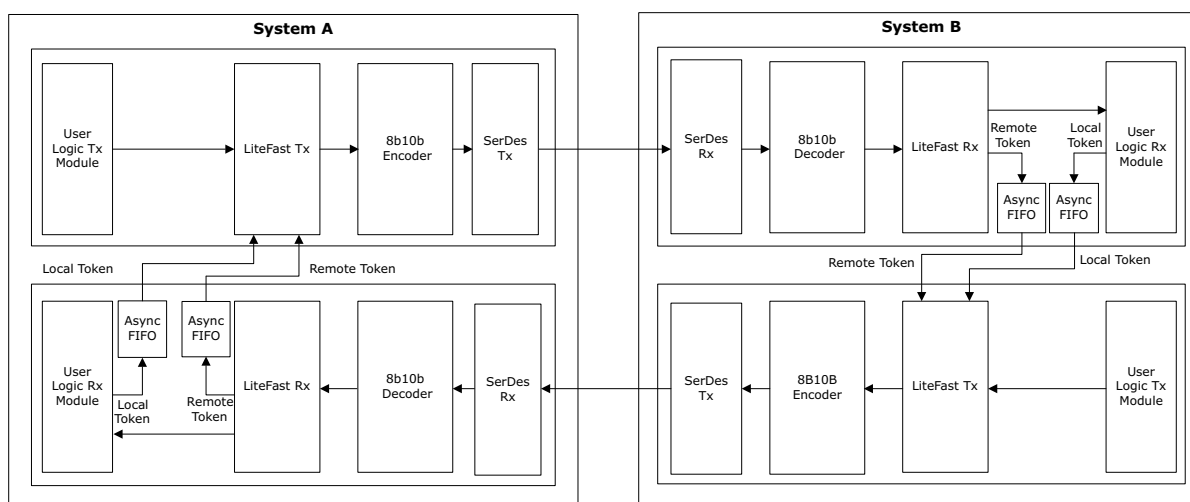 System A
User
Logic Tx
Module
LiteFast Tx
8b10b
Encoder
SerDes
Tx
Local Token
Remote Token
User
Logic Rx
Module
Async
FIFO
Async
FIFO
Local
Token
Remote
Token
LiteFast Rx
8b10b
Decoder
SerDes
Rx
System B
SerDes
Rx
8b10b
Decoder
LiteFast Rx
Remote
Token
Local
Token
User
Logic Rx
Module
Async
FIFO
Async
FIFO
Remote Token
Local Token
SerDes
Tx
8B10B
Encoder
LiteFast Tx
User
Logic Tx
Module